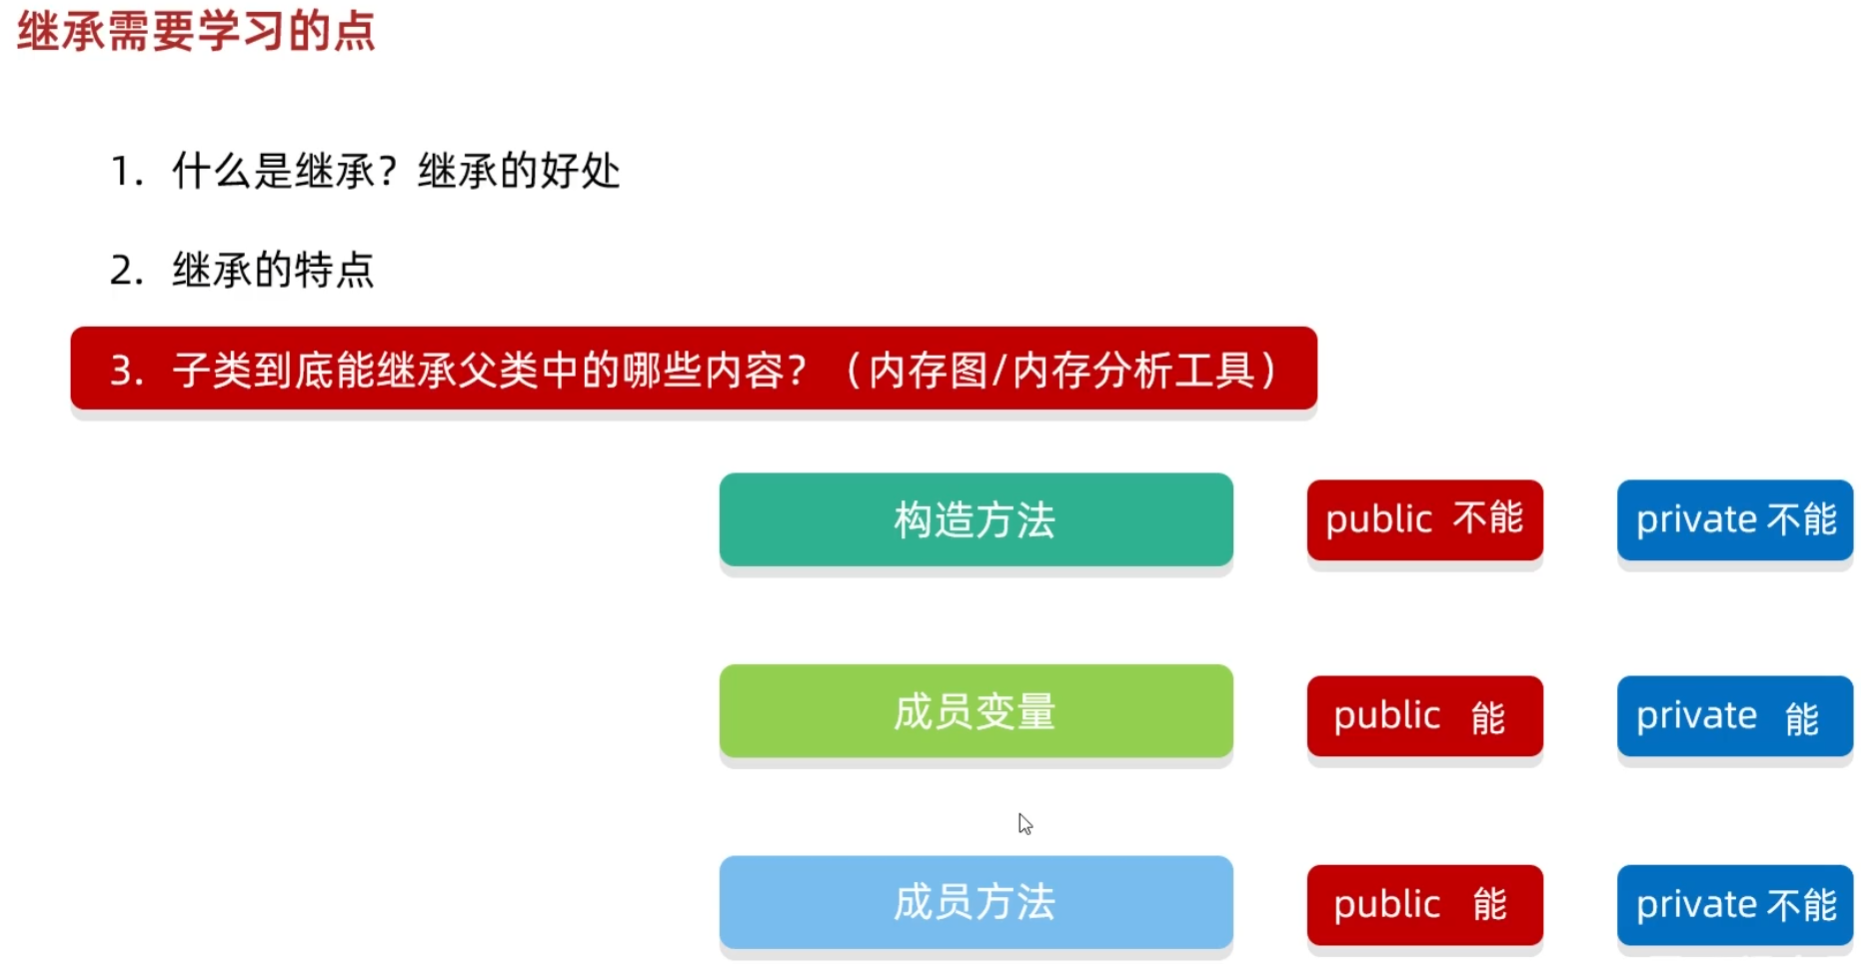 继承需要学习的点
1. 什么是继承？继承的好处
2. 继承的特点
3. 子类到底能继承父类中的哪些内容？（内存图/内存分析工具）
构造方法 public 不能 private 不能
成员变量 public 能 private 能
成员方法 public 能 private 不能